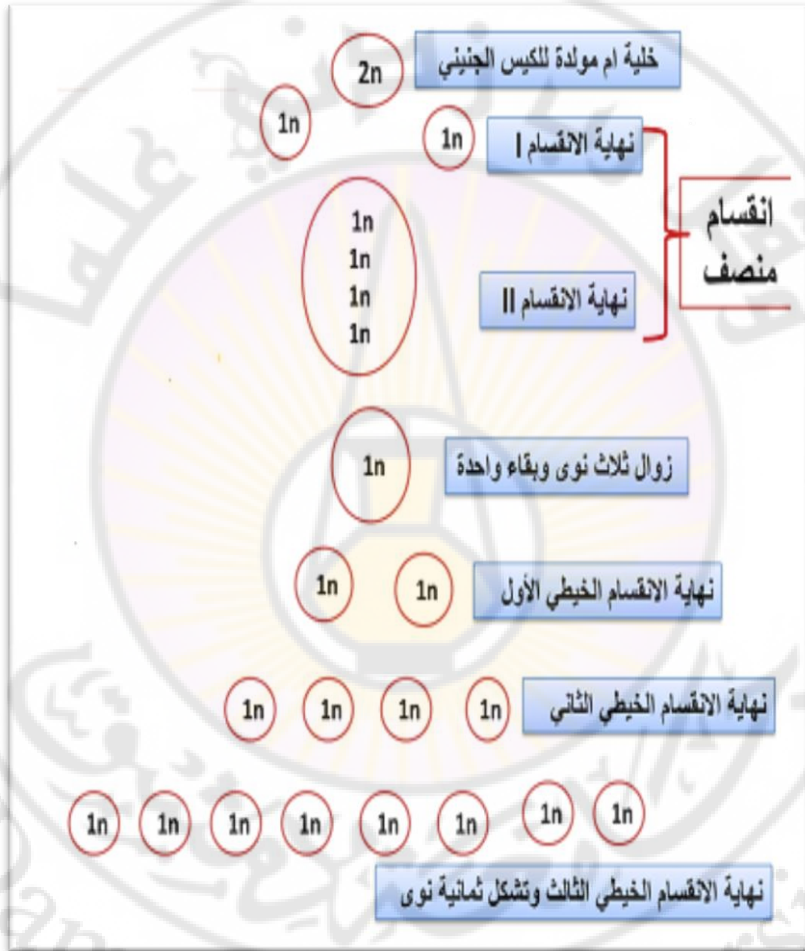 خلية ام مولدة للكيس الجنيني
2n
1n 1n
نهاية الانقسام I
انقسام
منصف
1n
1n
1n
1n
نهاية الانقسام II
زوال ثلاث نوى وبقاء واحدة
1n
نهاية الانقسام الخيطي الأول
1n 1n
نهاية الانقسام الخيطي الثاني
1n 1n 1n 1n
1n 1n 1n 1n 1n 1n 1n 1n
نهاية الانقسام الخيطي الثالث وتشكل ثمانية نوى